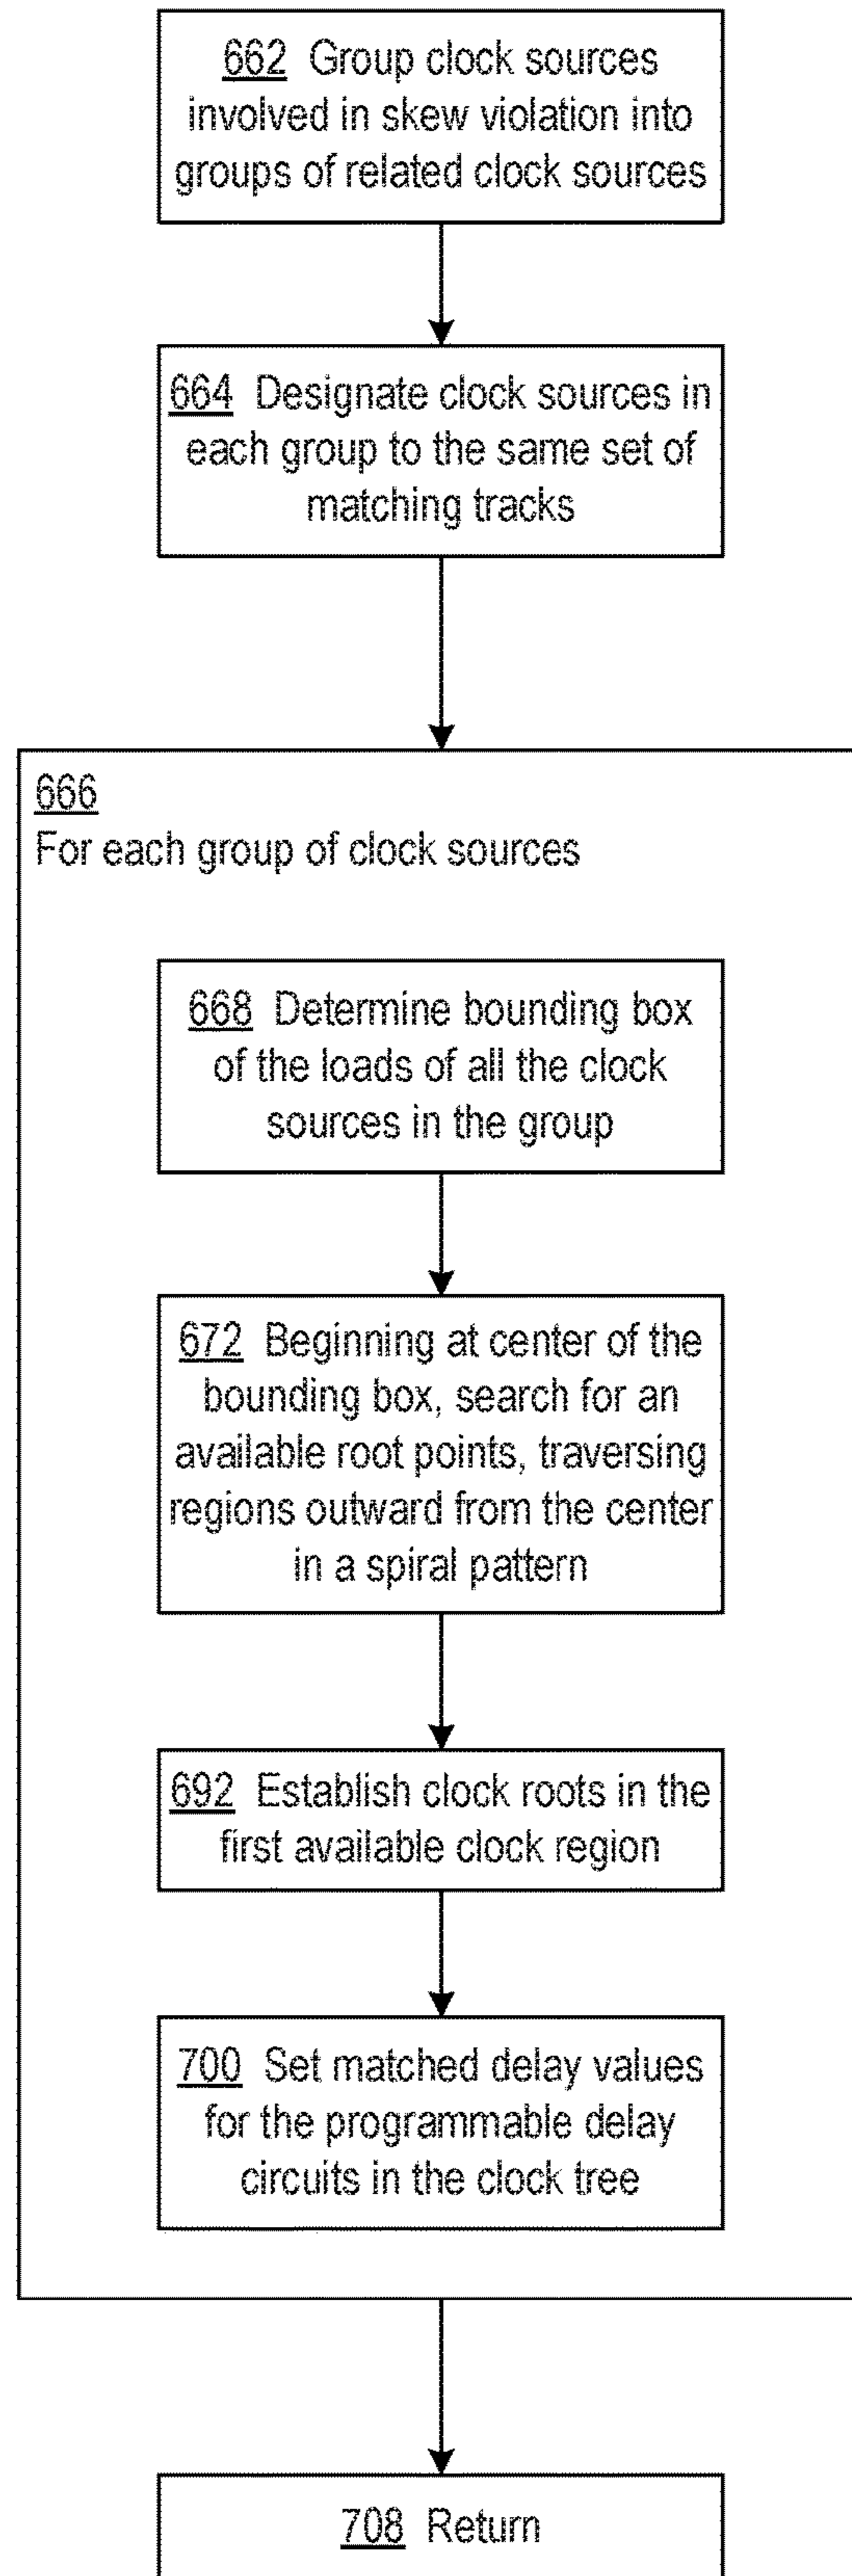 662 Group clock sources
involved in skew violation into
groups of related clock sources
664 Designate clock sources in
each group to the same set of
matching tracks
666
For each group of clock sources
668 Determine bounding box
of the loads of all the clock
sources in the group
672 Beginning at center of the
bounding box, search for an
available root points, traversing
regions outward from the center
in a spiral pattern
692 Establish clock roots in the
first available clock region
700 Set matched delay values
for the programmable delay
circuits in the clock tree
708 Return